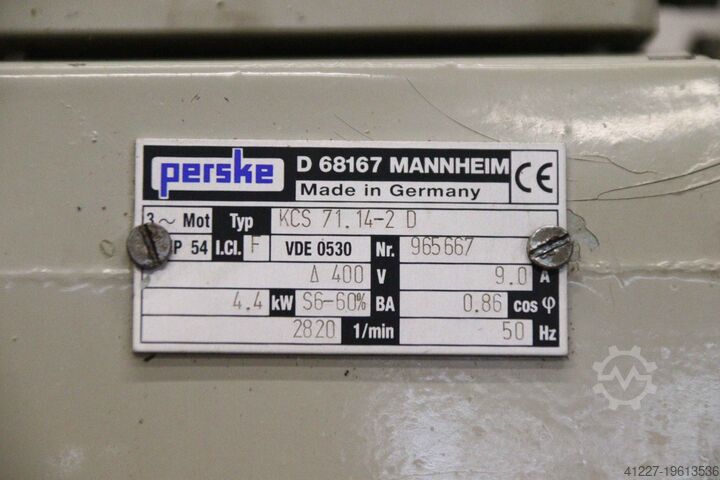 perske D 68167 MANNHEIM CE
Made in Germany
3~ Mot Typ KCS 71.14-2 D
IP 54 I.Cl. F VDE 0530 Nr. 965667
Δ 400 V 9.0 A
4.4 kW S6-60% BA 0.86 cos φ
2820 1/min 50 Hz
41227-19613536